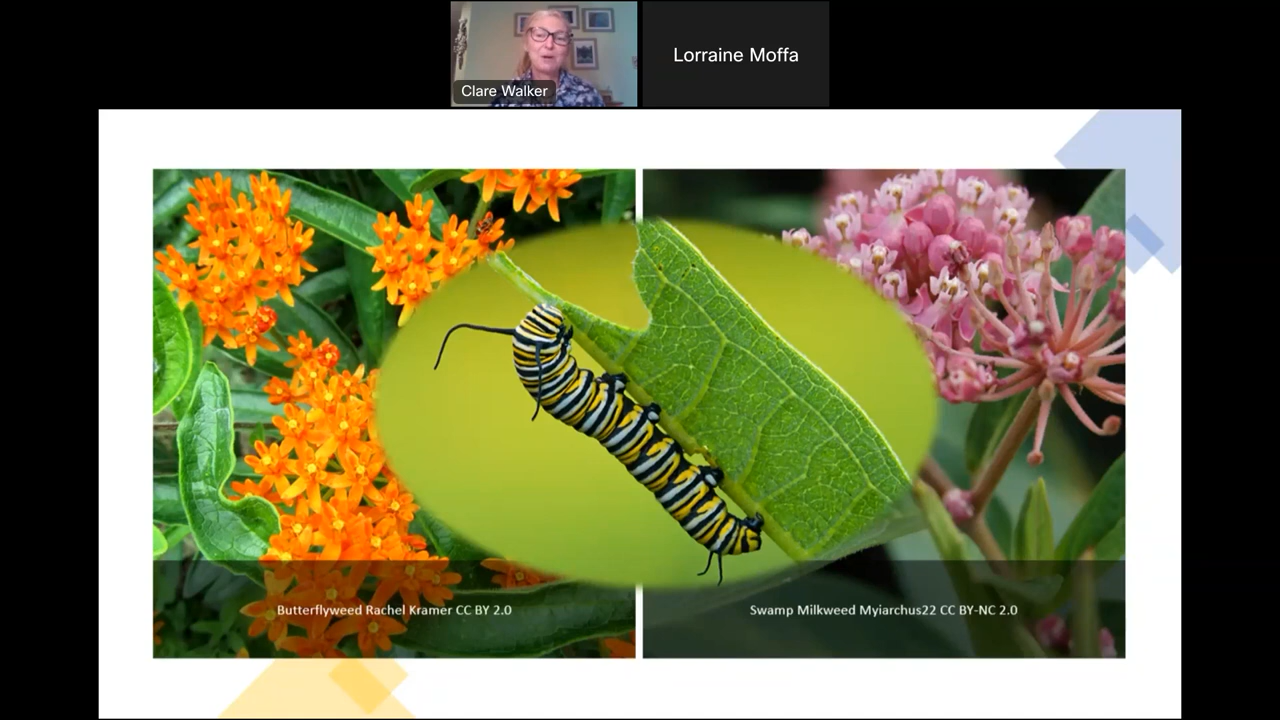 Clare Walker
Lorraine Moffa
Butterflyweed Rachel Kramer CC BY 2.0
Swamp Milkweed Myiarchus22 CC BY-NC 2.0